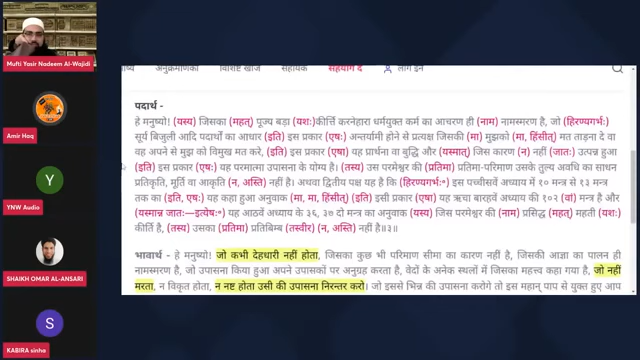 Mufti Yasir Nadeem Al-Wajidi
Amir Haq
Y
YNW Audio
SHAIKH OMAR AL-ANSARI
S
KABIRA sinha
भाष्य अनुक्रमणिका विशिष्ट खोज सहायक सहयोग दें लॉग इन
पदार्थ -
हे मनुष्यो! (यस्य) जिसका (महत्) पूज्य बड़ा (यशः) कीर्त्ति करनेहारा धर्मयुक्त कर्म का आचरण ही (नाम) नामस्मरण है, जो (हिरण्यगर्भः)
सूर्य बिजुली आदि पदार्थों का आधार (इति) इस प्रकार (एषः) अन्तर्यामी होने से प्रत्यक्ष जिसकी (मा) मुझको (मा, हिंसीत्) मत ताड़ना दे वा
वह अपने से मुझ को विमुख मत करे, (इति) इस प्रकार (एषा) यह प्रार्थना वा बुद्धि और (यस्मात्) जिस कारण (न) नहीं (जातः) उत्पन्न हुआ
(इति) इस प्रकार (एषः) यह परमात्मा उपासना के योग्य है। (तस्य) उस परमेश्वर की (प्रतिमा) प्रतिमा-परिमाण उसके तुल्य अवधि का साधन
प्रतिकृति, मूर्ति वा आकृति (न, अस्ति) नहीं है। अथवा द्वितीय पक्ष यह है कि (हिरण्यगर्भः॰) इस पच्चीसवें अध्याय में १० मन्त्र से १३ मन्त्र
तक का (इति, एषः) यह कहा हुआ अनुवाक (मा, मा, हिंसीत्) (इति) इसी प्रकार (एषा) यह ऋचा बारहवें अध्याय की १०२ (वां) मन्त्र है और
(यस्मान्न जातः—इत्येषः॰) यह आठवें अध्याय के ३६, ३७ दो मन्त्र का अनुवाक (यस्य) जिस परमेश्वर की (नाम) प्रसिद्ध (महत्) महती (यशः)
कीर्ति है, (तस्य) उसका (प्रतिमा) प्रतिबिम्ब (तस्वीर) (न, अस्ति) नहीं है॥३॥
भावार्थ - हे मनुष्यो! जो कभी देहधारी नहीं होता, जिसका कुछ भी परिमाण सीमा का कारण नहीं है, जिसकी आज्ञा का पालन ही
नामस्मरण है, जो उपासना किया हुआ अपने उपासकों पर अनुग्रह करता है, वेदों के अनेक स्थलों में जिसका महत्त्व कहा गया है, जो नहीं
मरता, न विकृत होता, न नष्ट होता उसी की उपासना निरन्तर करो। जो इससे भिन्न की उपासना करोगे तो इस महान् पाप से युक्त हुए आप